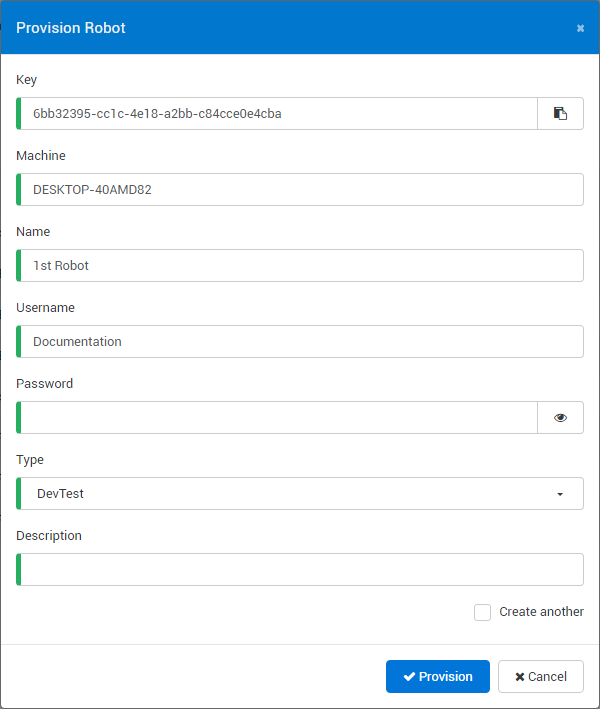 Provision Robot
Key
6bb32395-cc1c-4e18-a2bb-c84cce0e4cba
Machine
DESKTOP-40AMD82
Name
1st Robot
Username
Documentation
Password
Type
DevTest
Description
Create another
Provision
Cancel